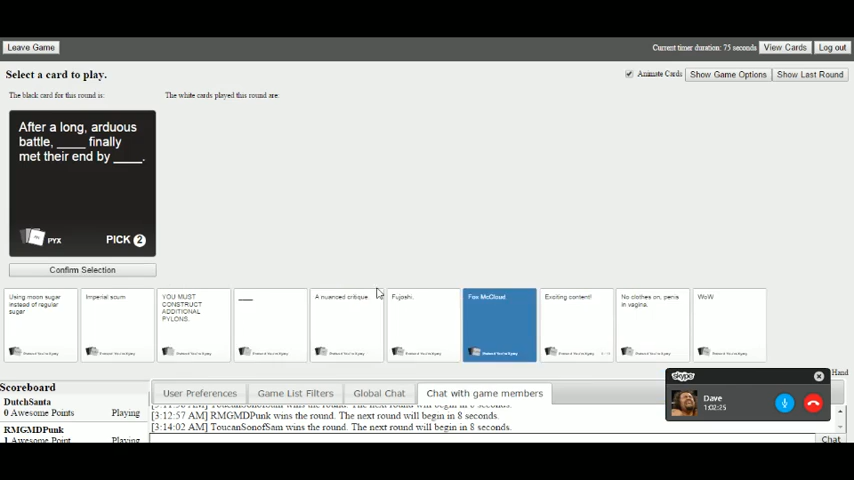 Leave Game
Current timer duration: 75 seconds
View Cards
Log out
Select a card to play.
Animate Cards
Show Game Options
Show Last Round
The black card for this round is:
The white cards played this round are:
After a long, arduous
battle, ____ finally
met their end by ____.
PYX
PICK 2
Confirm Selection
Using moon sugar
instead of regular
sugar
Imperial scum
YOU MUST
CONSTRUCT
ADDITIONAL
PYLONS.
____
A nuanced critique.
Fujoshi.
Fox McCloud
Exciting content!
No clothes on, penis
in vagina.
WoW
Hand
Scoreboard
DutchSanta
0 Awesome Points
Playing
RMGMDPunk
1 Awesome Point
Playing
User Preferences
Game List Filters
Global Chat
Chat with game members
[3:12:57 AM] RMGMDPunk wins the round. The next round will begin in 8 seconds.
[3:14:02 AM] ToucanSonofSam wins the round. The next round will begin in 8 seconds.
Chat
skype
Dave
1:02:25